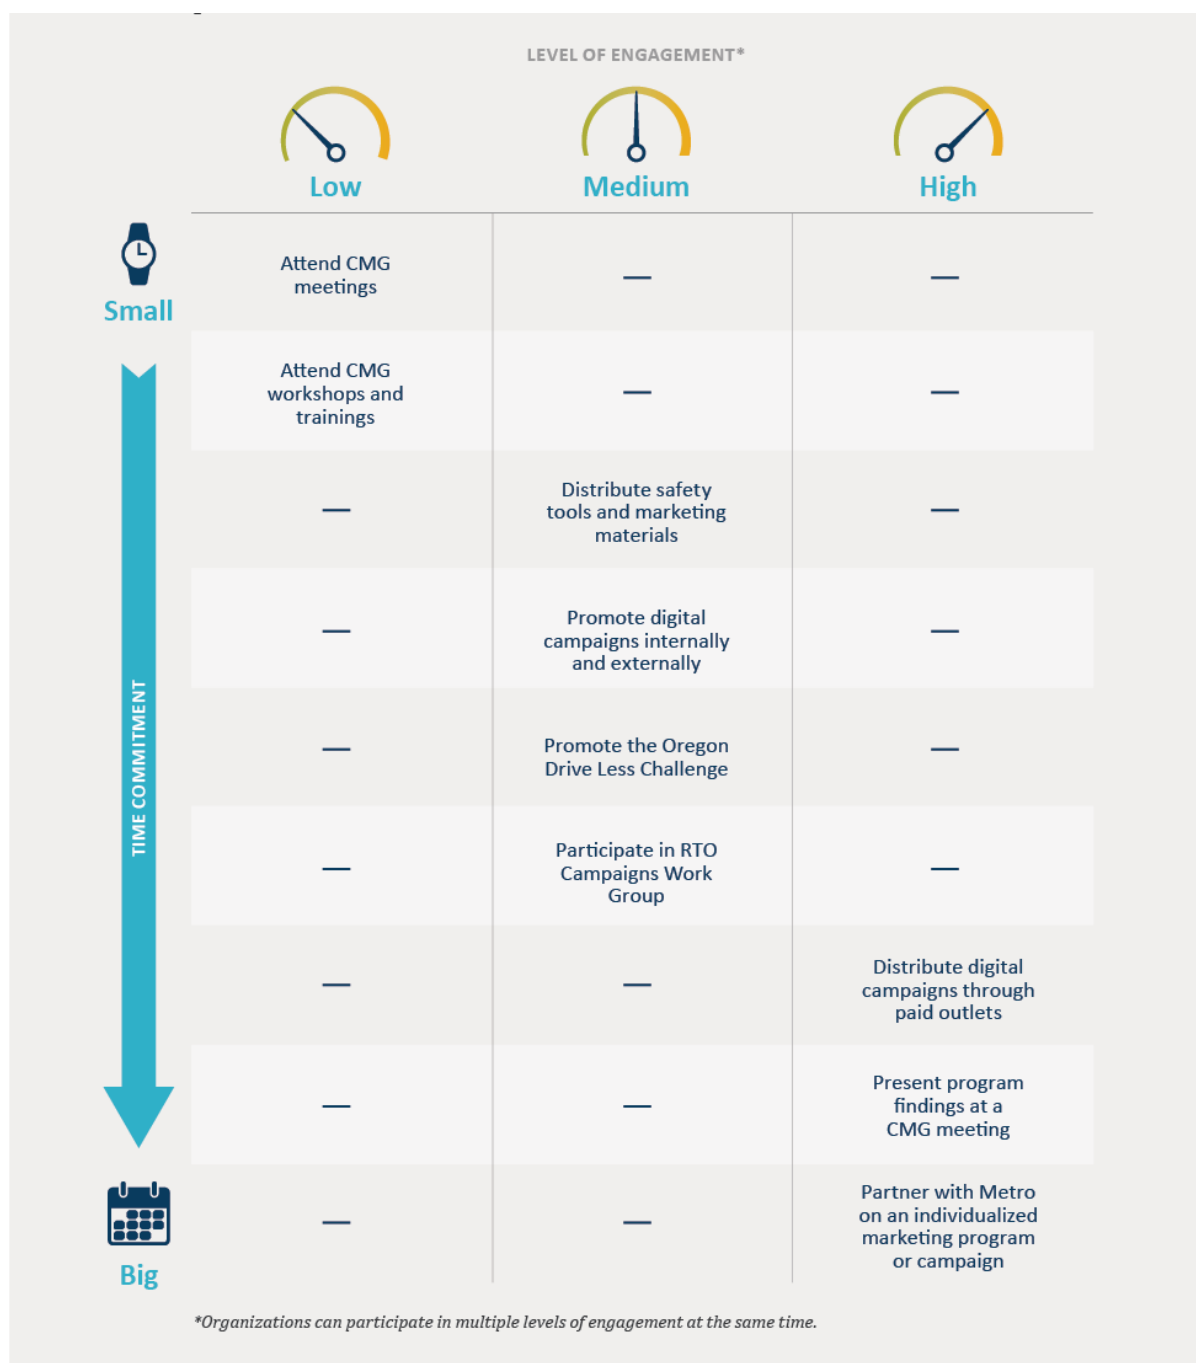 LEVEL OF ENGAGEMENT*
Low
Medium
High
Small
Attend CMG
meetings
—
—
Attend CMG
workshops and
trainings
—
—
—
Distribute safety
tools and marketing
materials
—
—
Promote digital
campaigns internally
and externally
—
TIME COMMITMENT
—
Promote the Oregon
Drive Less Challenge
—
—
Participate in RTO
Campaigns Work
Group
—
—
—
Distribute digital
campaigns through
paid outlets
—
—
Present program
findings at a
CMG meeting
Big
—
—
Partner with Metro
on an individualized
marketing program
or campaign
*Organizations can participate in multiple levels of engagement at the same time.